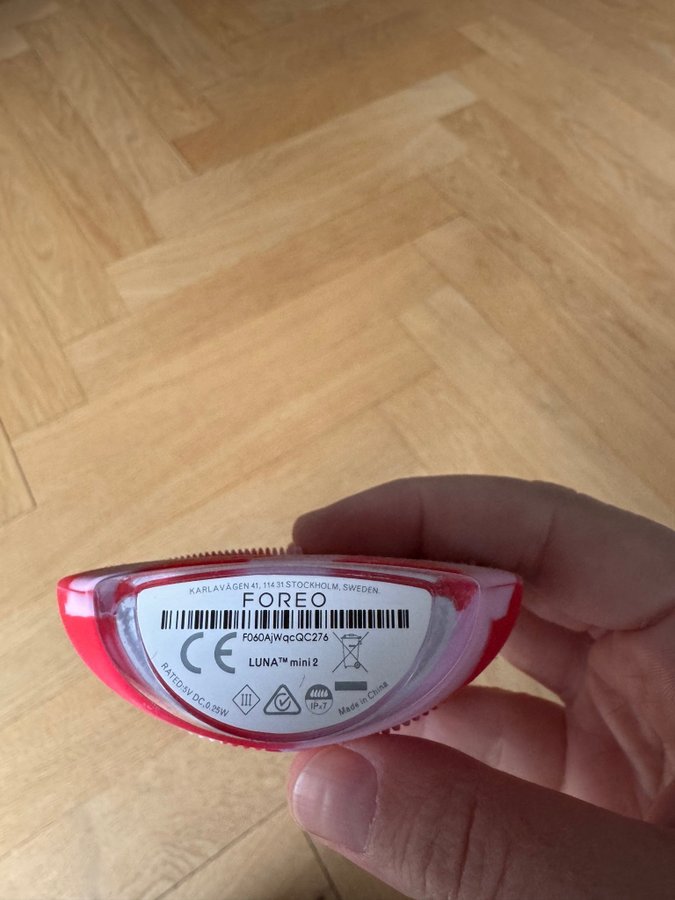 KARLAVÄGEN 41, 114 31 STOCKHOLM, SWEDEN.
FOREO
F060AjWqcQC276
CE
LUNA™ mini 2
RATED:5V DC,0.25W
III
IPx7
Made in China